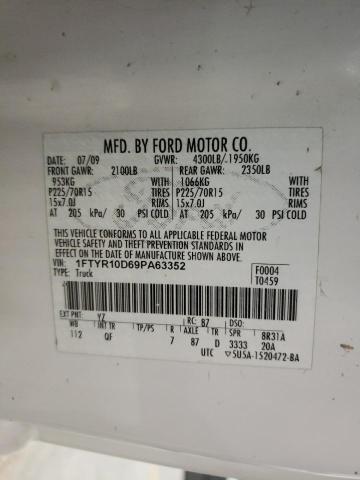 MFD. BY FORD MOTOR CO.
DATE: 07/09 GVWR: 4300LB/ 1950KG
FRONT GAWR: 2100LB REAR GAWR: 2350LB
953KG WITH 1066KG WITH
P225/70R15 TIRES P225/70R15 TIRES
15x7.0J RIMS 15x7.0J RIMS
AT 205 kPa/ 30 PSI COLD AT 205 kPa/ 30 PSI COLD
THIS VEHICLE CONFORMS TO ALL APPLICABLE FEDERAL MOTOR
VEHICLE SAFETY AND THEFT PREVENTION STANDARDS IN
EFFECT ON THE DATE OF MANUFACTURE SHOWN ABOVE.
VIN: 1FTYR10D69PA63352 F0004
TYPE: Truck T0459
EXT PNT: YZ RC: B7 DSO:
WB INT TR TP/PS R AXLE TR SPR 8R31A
112 QF 7 87 D 3333 20A
UTC ▽5U5A-1520472-BA